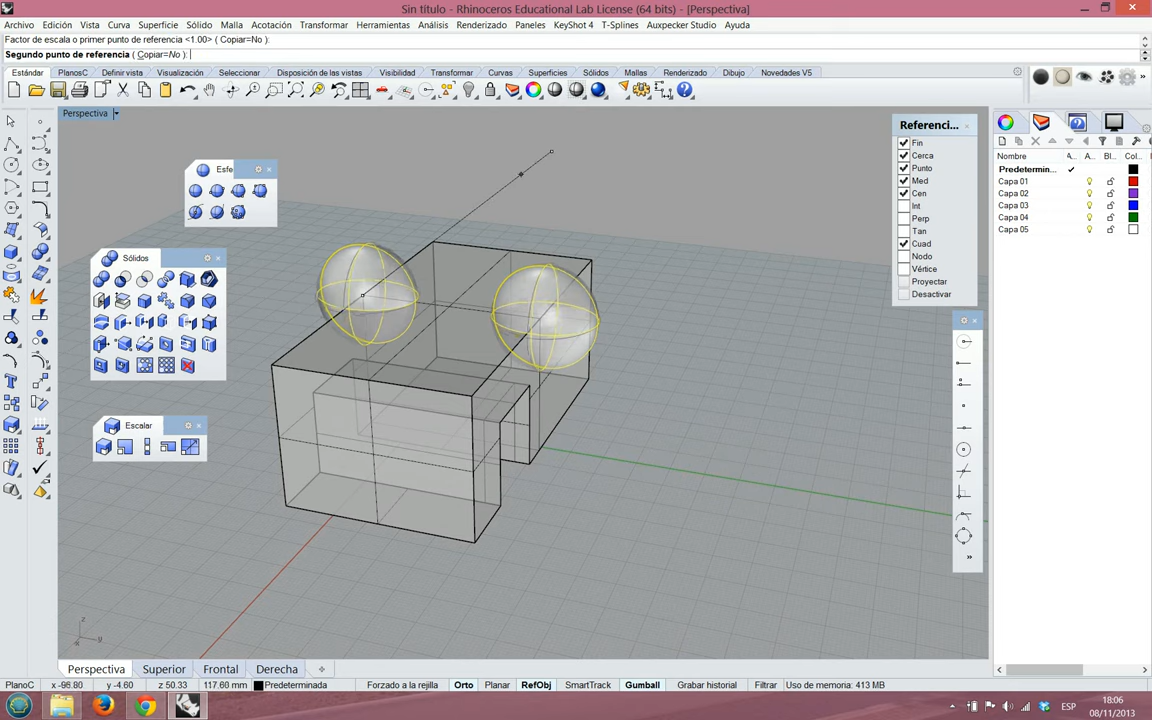 Sin título - Rhinoceros Educational Lab License (64 bits) - [Perspectiva]
Archivo Edición Vista Curva Superficie Sólido Malla Acotación Transformar Herramientas Análisis Renderizado Paneles KeyShot 4 T-Splines Auxpecker Studio Ayuda
Factor de escala o primer punto de referencia <1.00> ( Copiar=No ):
Segundo punto de referencia ( Copiar=No ):
Estándar PlanosC Definir vista Visualización Seleccionar Disposición de las vistas Visibilidad Transformar Curvas Superficies Sólidos Mallas Renderizado Dibujo Novedades V5
Perspectiva
Referenci...
Fin
Cerca
Punto
Med
Cen
Int
Perp
Tan
Cuad
Nodo
Vértice
Proyectar
Desactivar
Nombre A... A... Bl... Col...
Predetermin...
Capa 01
Capa 02
Capa 03
Capa 04
Capa 05
Esfe
Sólidos
Escalar
z
y
x
Perspectiva Superior Frontal Derecha
PlanoC x -96.80 y -4.60 z 50.33 117.60 mm Predeterminada Forzado a la rejilla Orto Planar RefObj SmartTrack Gumball Grabar historial Filtrar Uso de memoria: 413 MB
ESP
18:06
08/11/2013